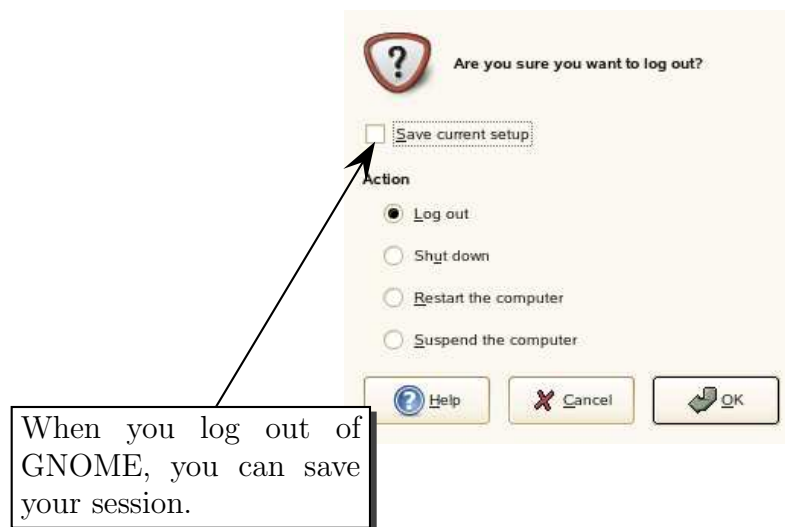 Are you sure you want to log out?
Save current setup
Action
Log out
Shut down
Restart the computer
Suspend the computer
Help
Cancel
OK
When you log out of
GNOME, you can save
your session.